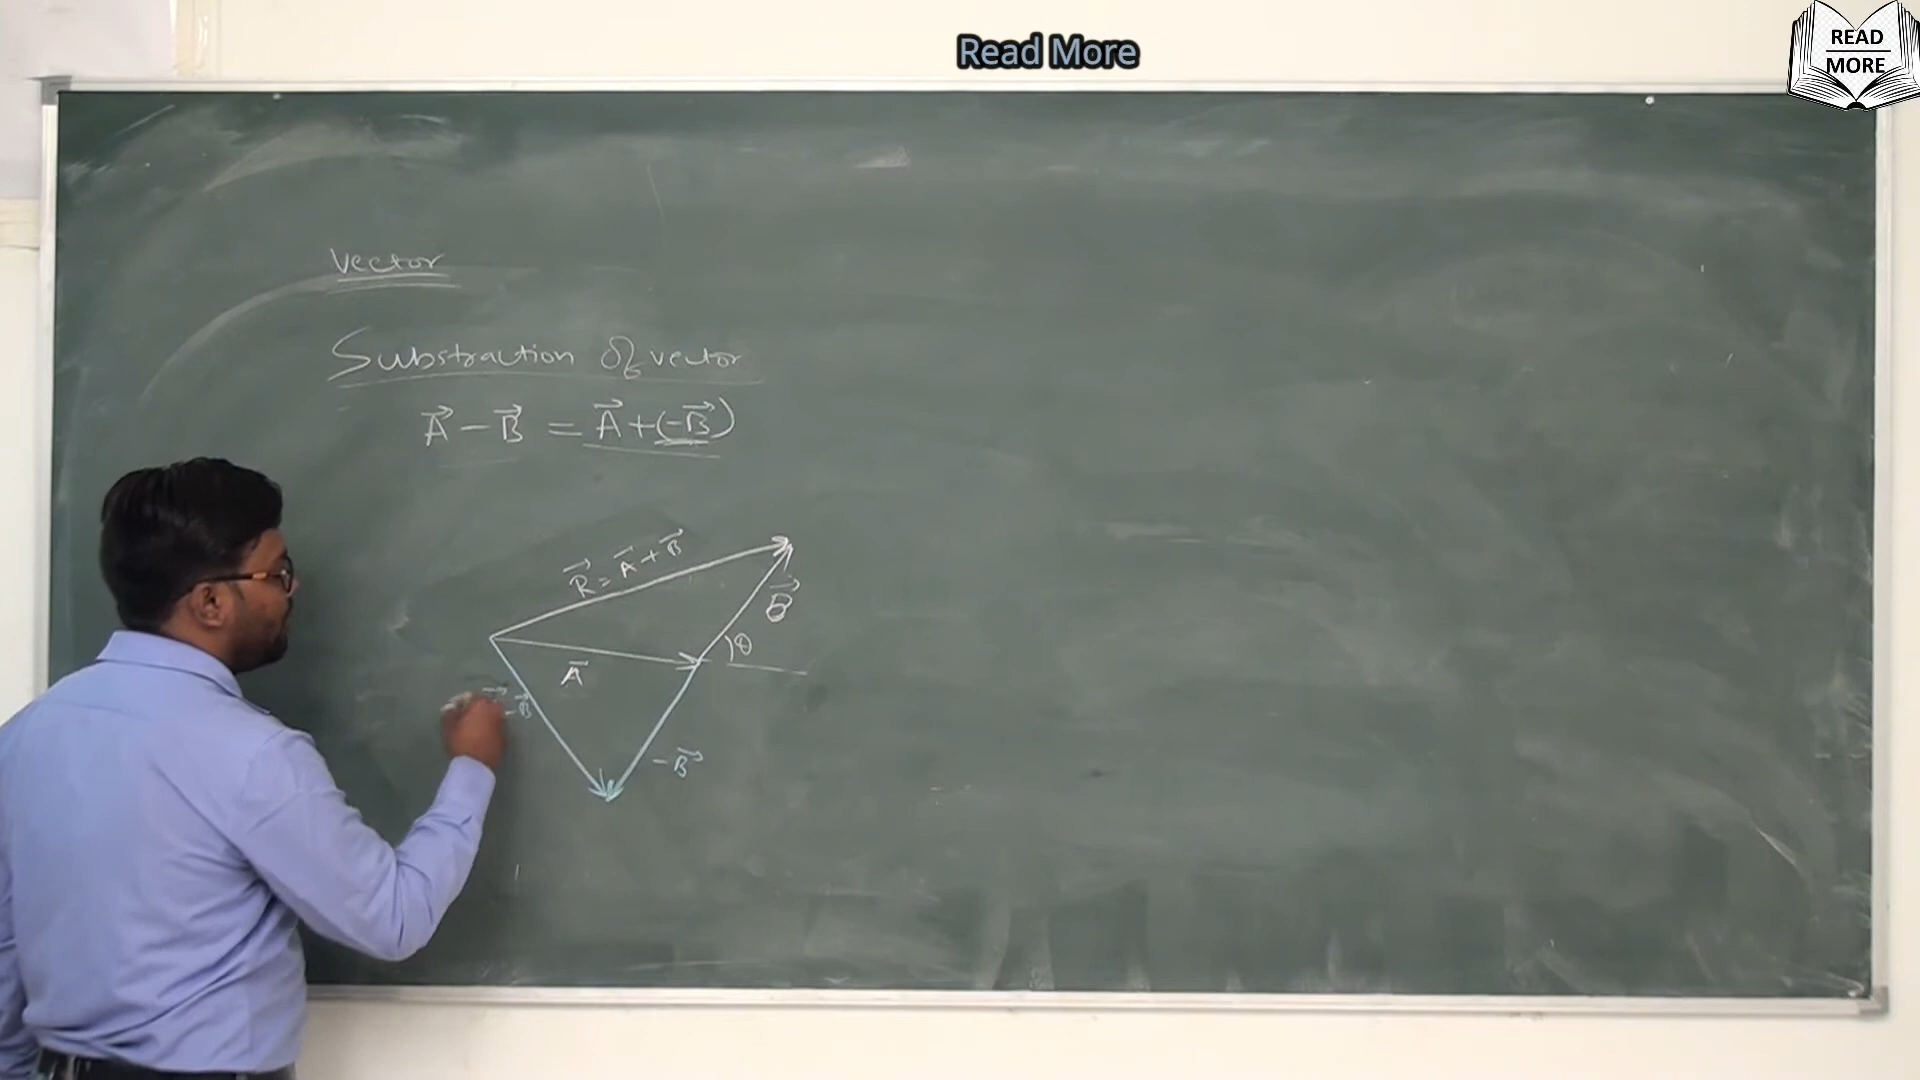 Read More
READ
MORE
Vector
Substraction of vector
A⃗ − B⃗ = A⃗ + (−B⃗)
R⃗ = A⃗ + B⃗
B⃗
θ
A⃗
−B⃗
−B⃗